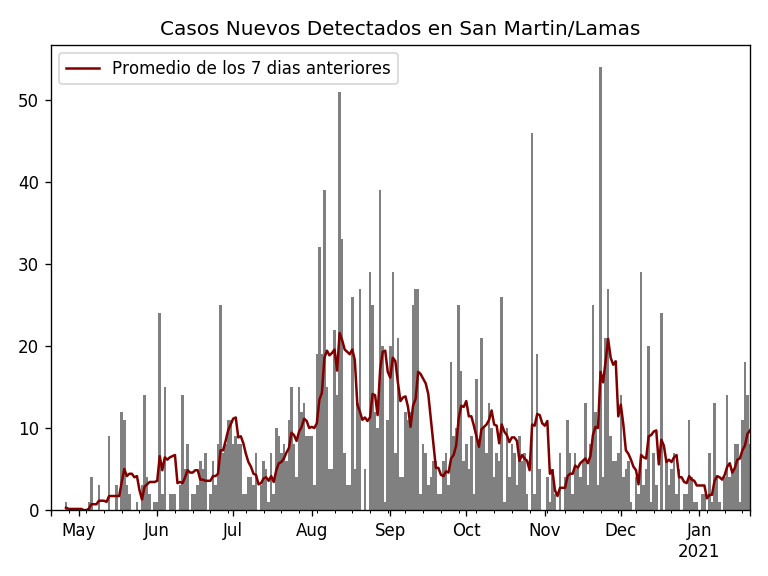 Casos Nuevos Detectados en San Martin/Lamas
Promedio de los 7 dias anteriores
50
40
30
20
10
0
May Jun Jul Aug Sep Oct Nov Dec Jan
2021